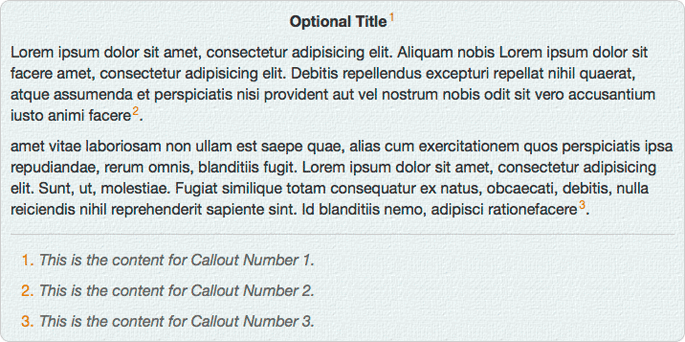 Optional Title1
Lorem ipsum dolor sit amet, consectetur adipisicing elit. Aliquam nobis Lorem ipsum dolor sit
facere amet, consectetur adipisicing elit. Debitis repellendus excepturi repellat nihil quaerat,
atque assumenda et perspiciatis nisi provident aut vel nostrum nobis odit sit vero accusantium
iusto animi facere2.
amet vitae laboriosam non ullam est saepe quae, alias cum exercitationem quos perspiciatis ipsa
repudiandae, rerum omnis, blanditiis fugit. Lorem ipsum dolor sit amet, consectetur adipisicing
elit. Sunt, ut, molestiae. Fugiat similique totam consequatur ex natus, obcaecati, debitis, nulla
reiciendis nihil reprehenderit sapiente sint. Id blanditiis nemo, adipisci rationefacere3.
1. This is the content for Callout Number 1.
2. This is the content for Callout Number 2.
3. This is the content for Callout Number 3.